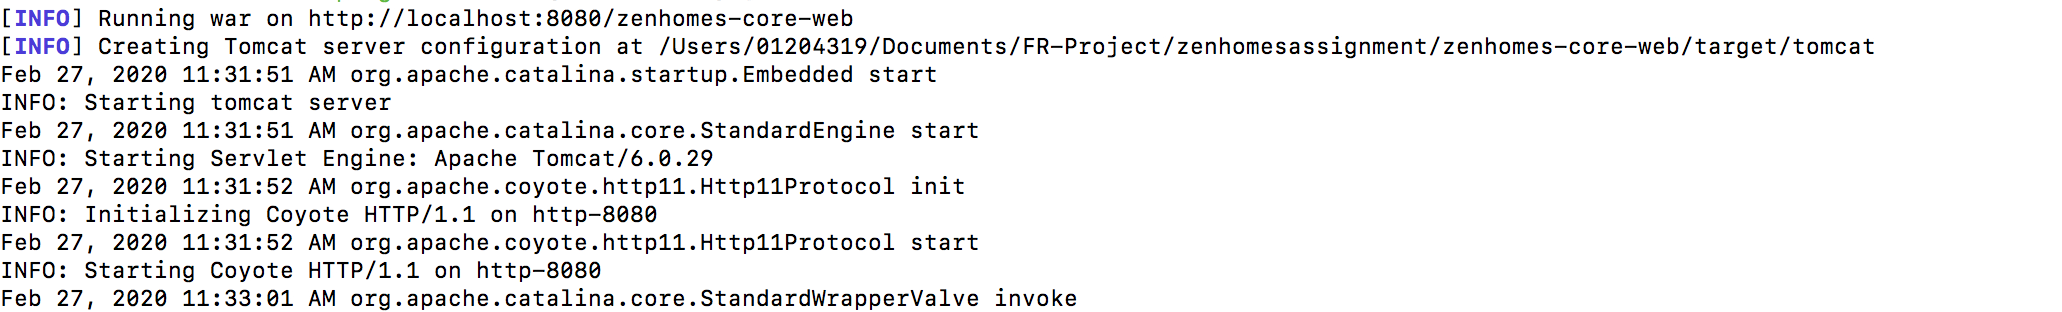 [INFO] Running war on http://localhost:8080/zenhomes-core-web
[INFO] Creating Tomcat server configuration at /Users/01204319/Documents/FR-Project/zenhomesassignment/zenhomes-core-web/target/tomcat
Feb 27, 2020 11:31:51 AM org.apache.catalina.startup.Embedded start
INFO: Starting tomcat server
Feb 27, 2020 11:31:51 AM org.apache.catalina.core.StandardEngine start
INFO: Starting Servlet Engine: Apache Tomcat/6.0.29
Feb 27, 2020 11:31:52 AM org.apache.coyote.http11.Http11Protocol init
INFO: Initializing Coyote HTTP/1.1 on http-8080
Feb 27, 2020 11:31:52 AM org.apache.coyote.http11.Http11Protocol start
INFO: Starting Coyote HTTP/1.1 on http-8080
Feb 27, 2020 11:33:01 AM org.apache.catalina.core.StandardWrapperValve invoke